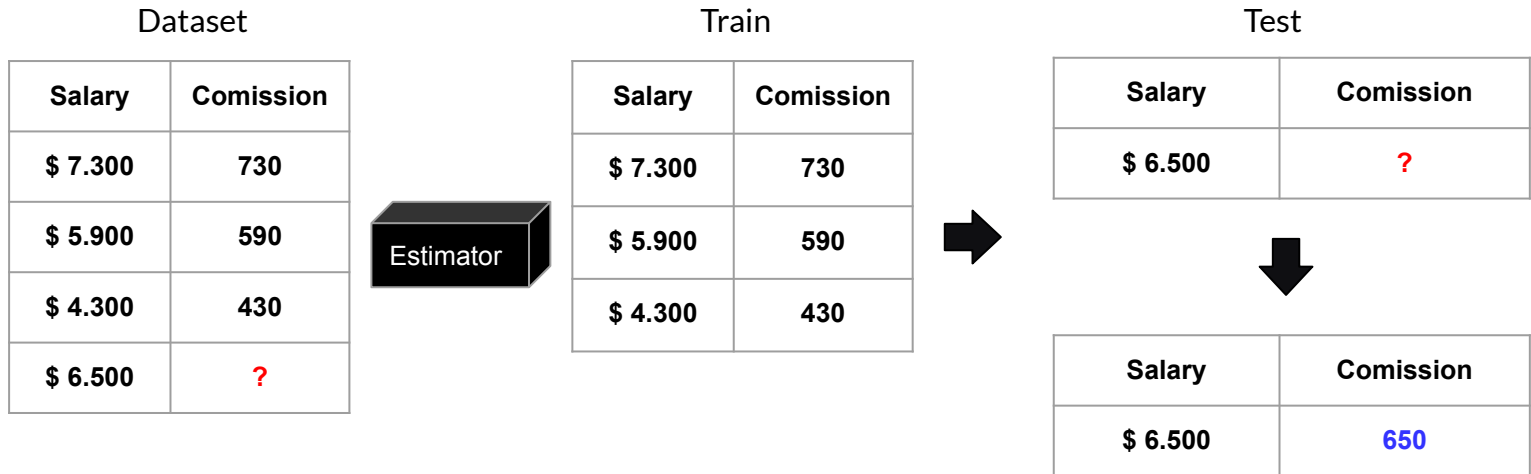 Dataset
Salary Comission
$ 7.300 730
$ 5.900 590
$ 4.300 430
$ 6.500 ?
Estimator
Train
Salary Comission
$ 7.300 730
$ 5.900 590
$ 4.300 430
Test
Salary Comission
$ 6.500 ?
Salary Comission
$ 6.500 650